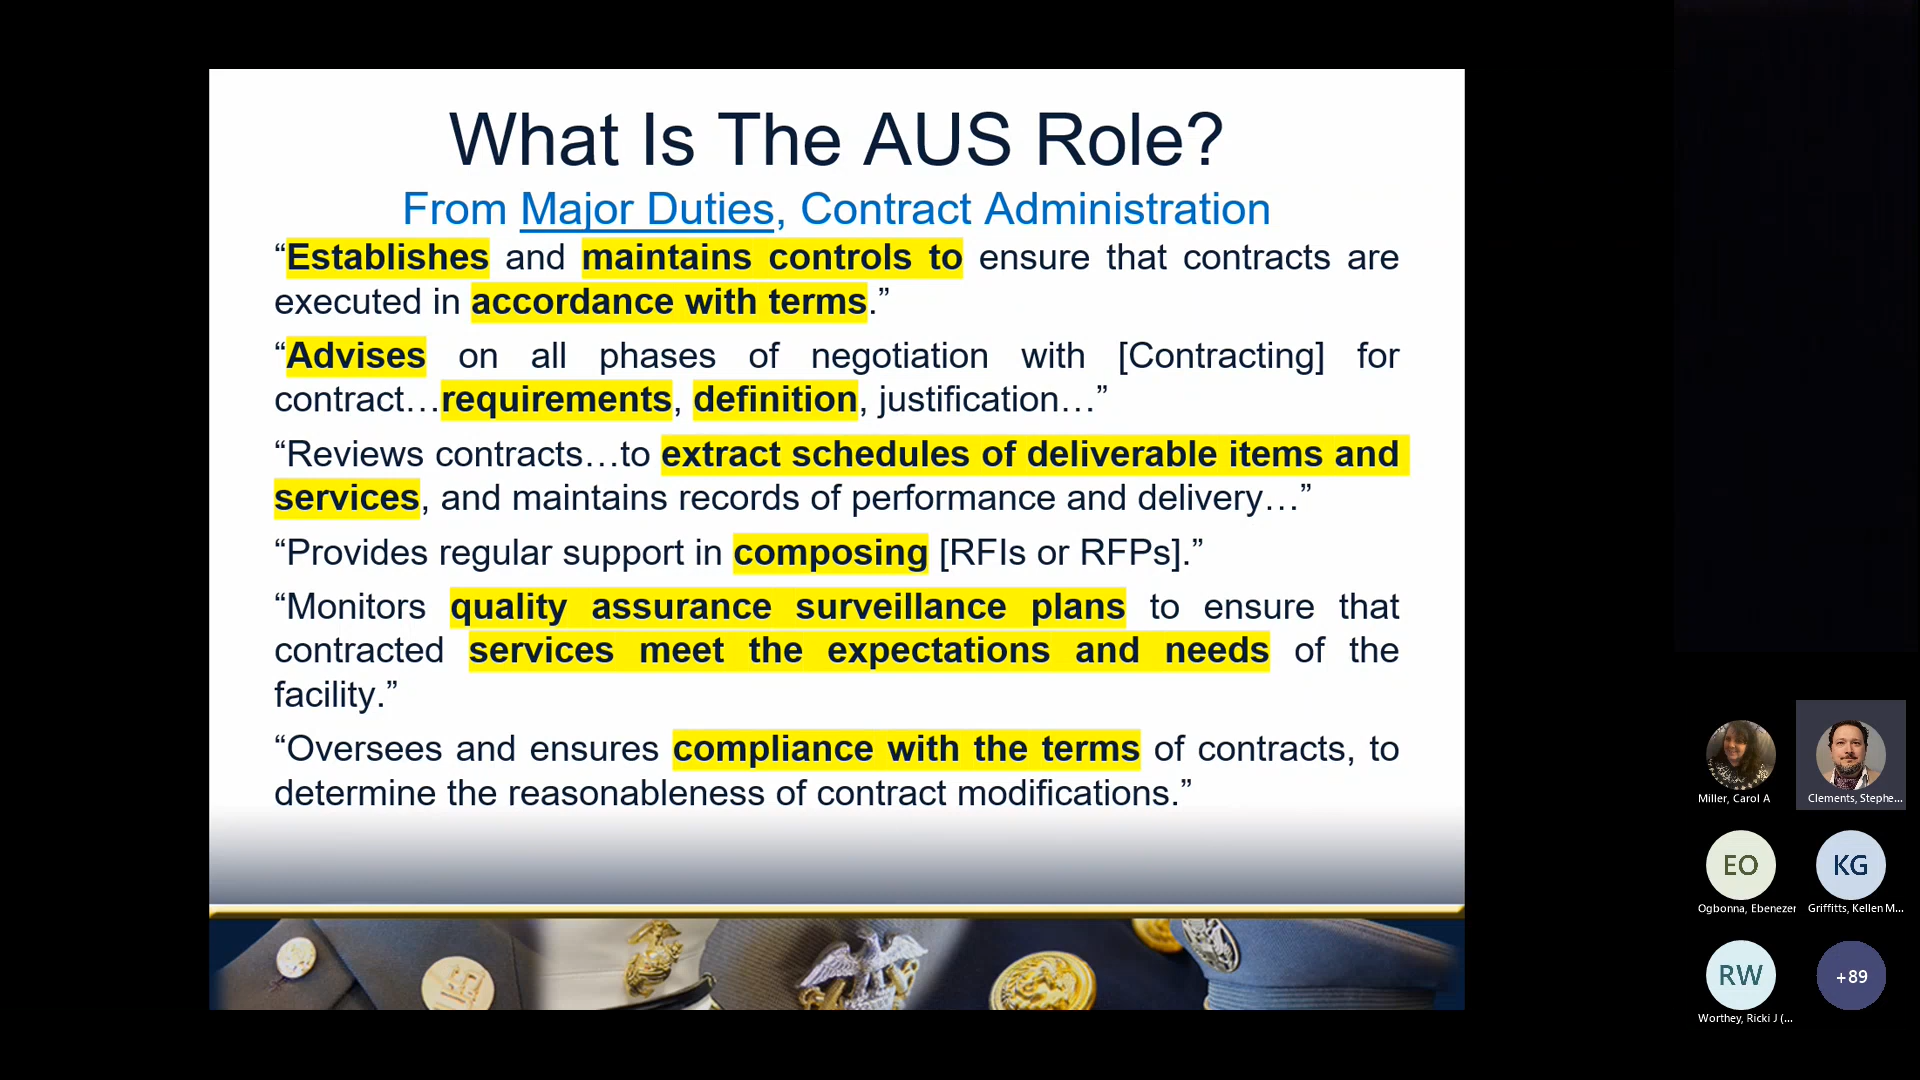 What Is The AUS Role?
From Major Duties, Contract Administration
“Establishes and maintains controls to ensure that contracts are
executed in accordance with terms.”
“Advises on all phases of negotiation with [Contracting] for
contract…requirements, definition, justification…”
“Reviews contracts…to extract schedules of deliverable items and
services, and maintains records of performance and delivery…”
“Provides regular support in composing [RFIs or RFPs].”
“Monitors quality assurance surveillance plans to ensure that
contracted services meet the expectations and needs of the
facility.”
“Oversees and ensures compliance with the terms of contracts, to
determine the reasonableness of contract modifications.”
Miller, Carol A
Clements, Stephe...
EO
Ogbonna, Ebenezer
KG
Griffitts, Kellen M...
RW
Worthey, Ricki J (...
+89